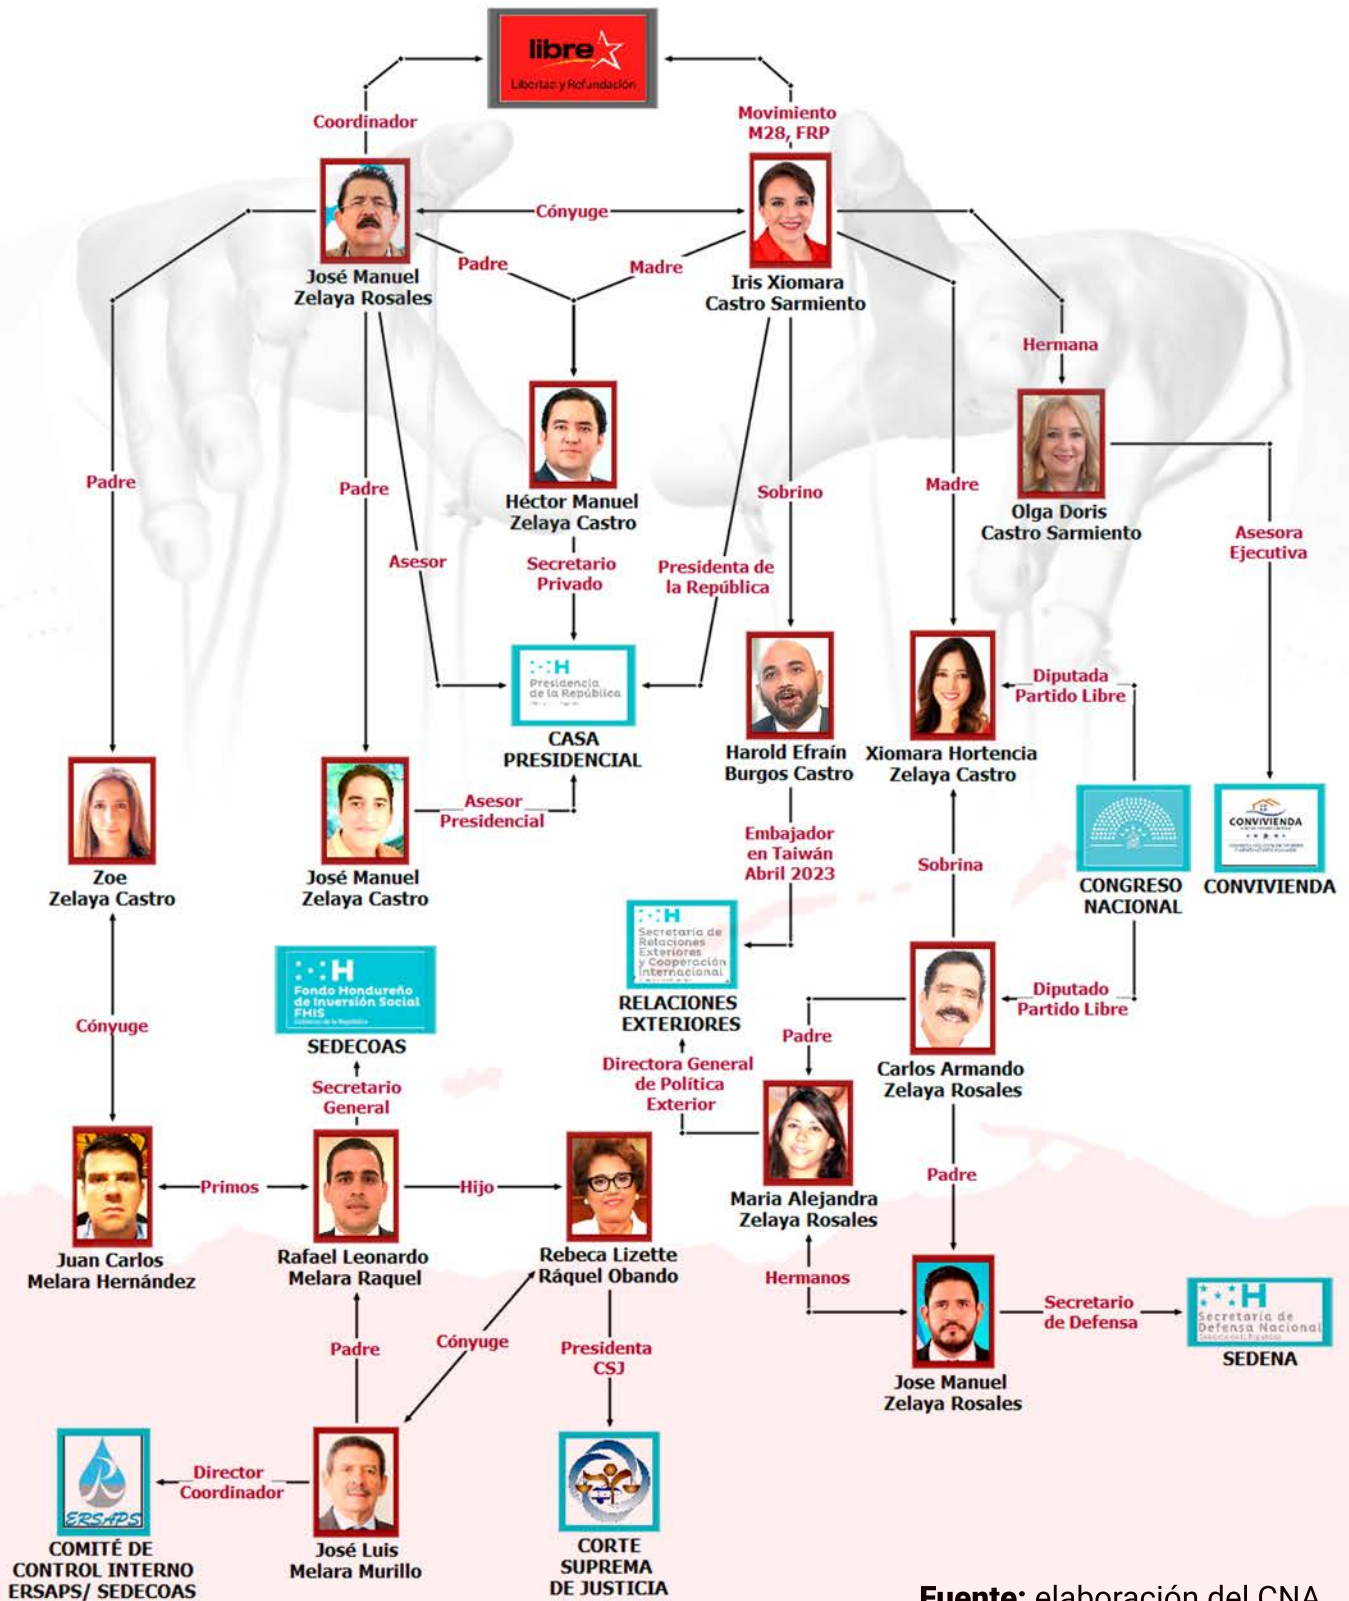 libre
Libertad y Refundación
Coordinador
Movimiento
M28, FRP
Cónyuge
José Manuel
Zelaya Rosales
Padre
Madre
Iris Xiomara
Castro Sarmiento
Hermana
Padre
Padre
Asesor
Héctor Manuel
Zelaya Castro
Secretario
Privado
Presidenta de
la República
Sobrino
Madre
Olga Doris
Castro Sarmiento
Asesora
Ejecutiva
H
Presidencia
de la República
CASA
PRESIDENCIAL
Harold Efraín
Burgos Castro
Xiomara Hortencia
Zelaya Castro
Diputada
Partido Libre
Zoe
Zelaya Castro
José Manuel
Zelaya Castro
Asesor
Presidencial
Embajador
en Taiwán
Abril 2023
Sobrina
CONGRESO
NACIONAL
CONVIVIENDA
CONVIVIENDA
H
Fondo Hondureño
de Inversión Social
FHIS
Gobierno de la República
SEDECOAS
H
Secretaría de
Relaciones
Exteriores
y Cooperación
Internacional
RELACIONES
EXTERIORES
Diputado
Partido Libre
Carlos Armando
Zelaya Rosales
Cónyuge
Secretario
General
Directora General
de Política
Exterior
Padre
Padre
Maria Alejandra
Zelaya Rosales
Juan Carlos
Melara Hernández
Primos
Rafael Leonardo
Melara Raquel
Hijo
Rebeca Lizette
Ráquel Obando
Hermanos
Jose Manuel
Zelaya Rosales
Secretario
de Defensa
H
Secretaría de
Defensa Nacional
SEDENA
Padre
Cónyuge
Presidenta
CSJ
ERSAPS
COMITÉ DE
CONTROL INTERNO
ERSAPS/ SEDECOAS
Director
Coordinador
José Luis
Melara Murillo
CORTE
SUPREMA
DE JUSTICIA
Fuente: elaboración del CNA